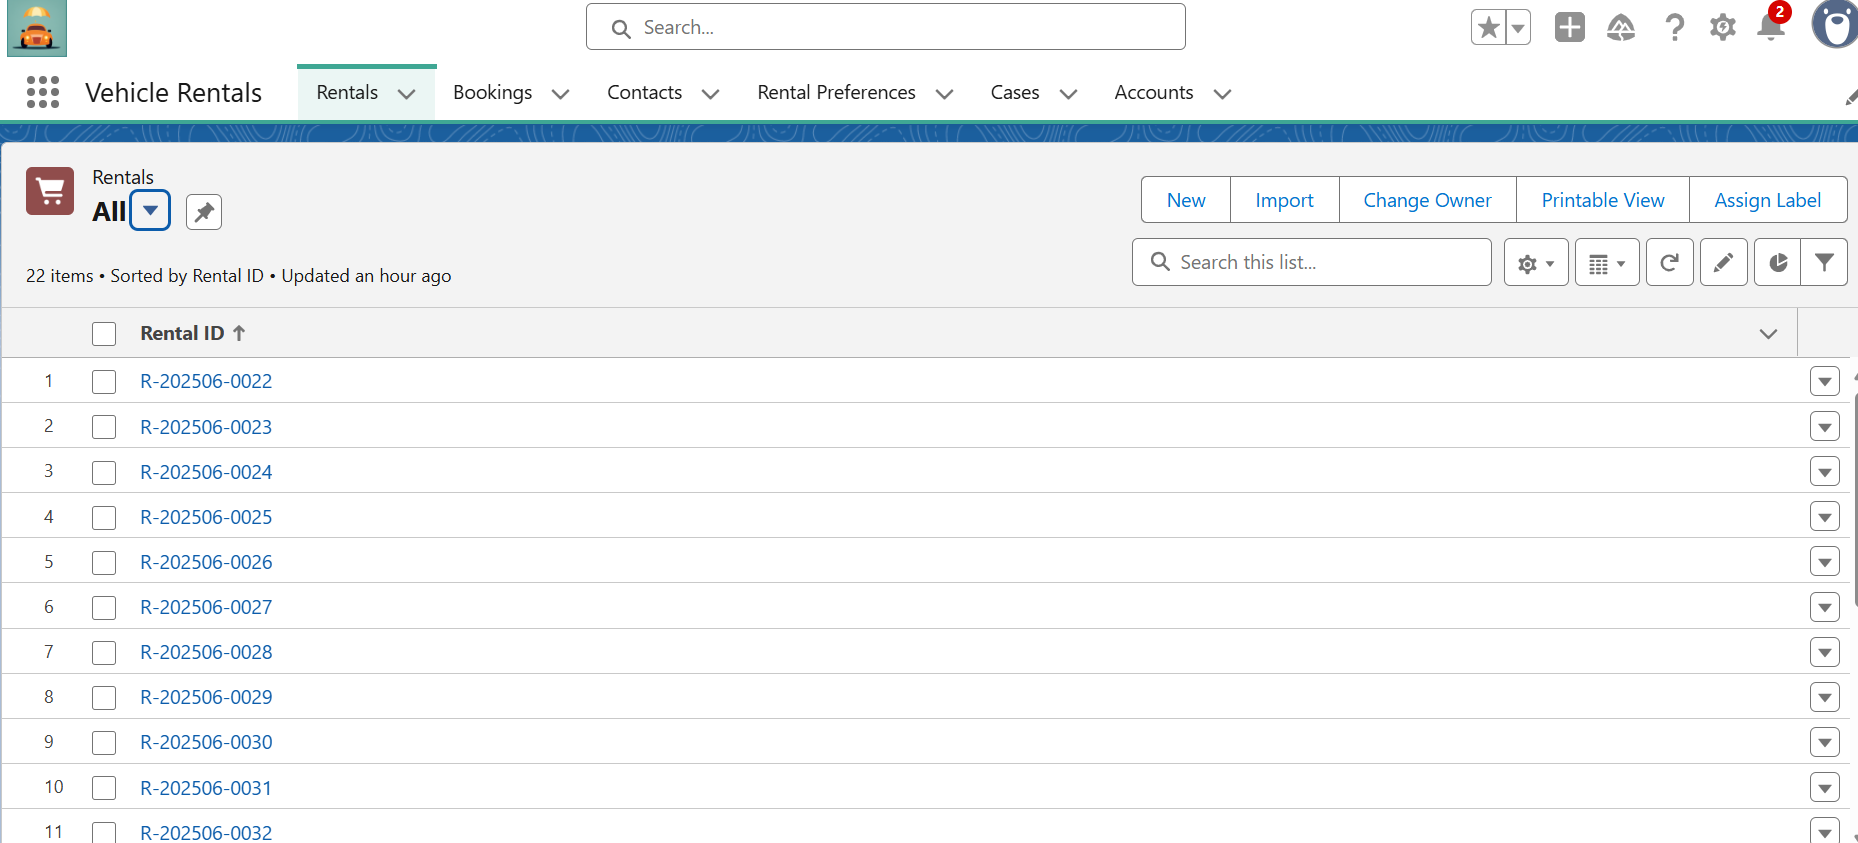 Search...
2
Vehicle Rentals
Rentals
Bookings
Contacts
Rental Preferences
Cases
Accounts
Rentals
All
New
Import
Change Owner
Printable View
Assign Label
22 items • Sorted by Rental ID • Updated an hour ago
Search this list...
Rental ID ↑
1 R-202506-0022
2 R-202506-0023
3 R-202506-0024
4 R-202506-0025
5 R-202506-0026
6 R-202506-0027
7 R-202506-0028
8 R-202506-0029
9 R-202506-0030
10 R-202506-0031
11 R-202506-0032